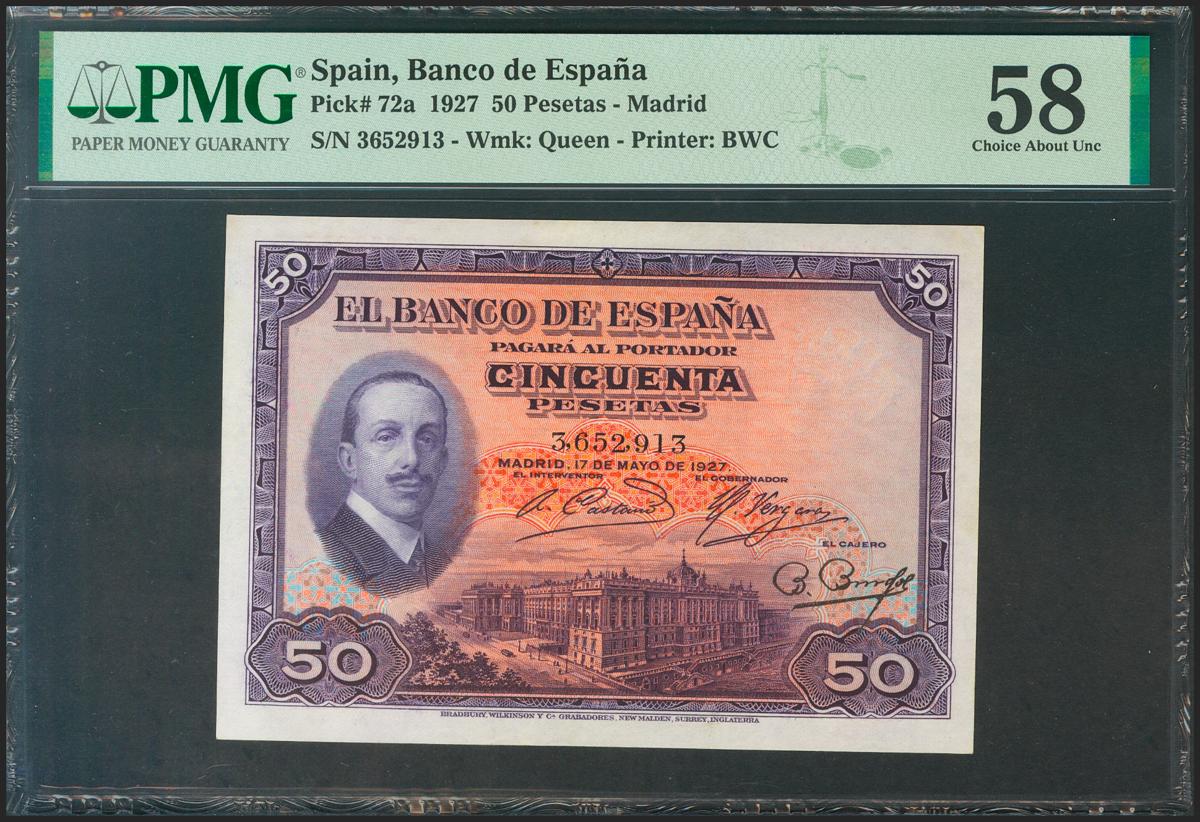 PMG®
PAPER MONEY GUARANTY
Spain, Banco de España
Pick# 72a 1927 50 Pesetas - Madrid
S/N 3652913 - Wmk: Queen - Printer: BWC
58
Choice About Unc
50
50
EL BANCO DE ESPAÑA
PAGARÁ AL PORTADOR
CINCUENTA
PESETAS
3,652,913
MADRID, 17 DE MAYO DE 1927.
EL INTERVENTOR
EL GOBERNADOR
EL CAJERO
50
50
BRADBURY, WILKINSON Y Cª GRABADORES, NEW MALDEN, SURREY, INGLATERRA